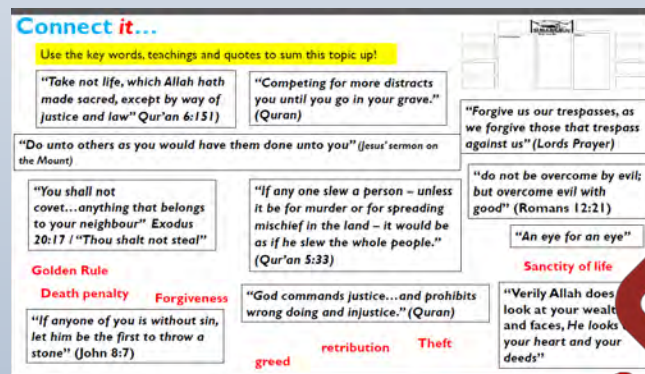 Connect it...
Use the key words, teachings and quotes to sum this topic up!
“Take not life, which Allah hath
made sacred, except by way of
justice and law” Qur’an 6:151)
“Competing for more distracts
you until you go in your grave.”
(Quran)
“Forgive us our trespasses, as
we forgive those that trespass
against us” (Lords Prayer)
“Do unto others as you would have them done unto you” (Jesus’ sermon on
the Mount)
“You shall not
covet...anything that belongs
to your neighbour” Exodus
20:17 / “Thou shalt not steal”
“If any one slew a person – unless
it be for murder or for spreading
mischief in the land – it would be
as if he slew the whole people.”
(Qur’an 5:33)
“do not be overcome by evil;
but overcome evil with
good” (Romans 12:21)
“An eye for an eye”
Sanctity of life
Golden Rule
Death penalty
Forgiveness
“God commands justice...and prohibits
wrong doing and injustice.” (Quran)
“Verily Allah does
look at your wealt
and faces, He looks
your heart and your
deeds”
“If anyone of you is without sin,
let him be the first to throw a
stone” (John 8:7)
retribution
Theft
greed